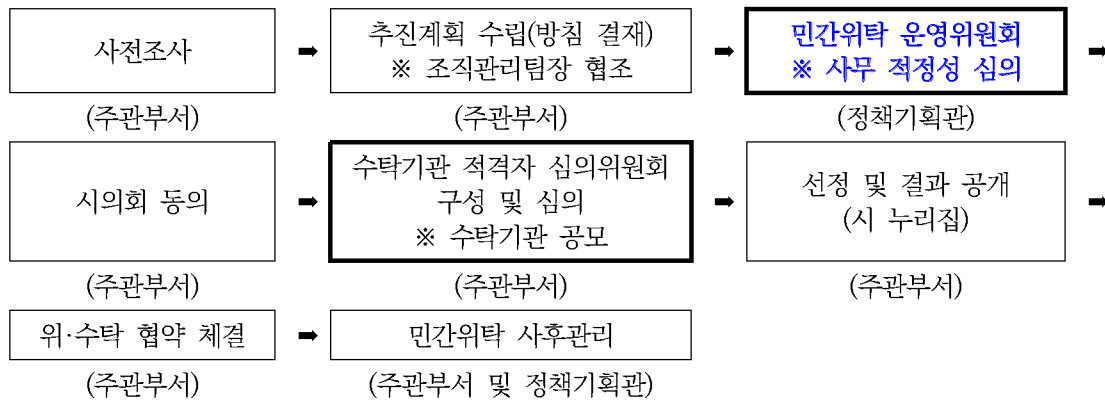 사전조사 ➡ 추진계획 수립(방침 결재) ※ 조직관리팀장 협조 ➡ 민간위탁 운영위원회 ※ 사무 적정성 심의 ➡
(주관부서) (주관부서) (정책기획관)
시의회 동의 ➡ 수탁기관 적격자 심의위원회 구성 및 심의 ※ 수탁기관 공모 ➡ 선정 및 결과 공개 (시 누리집) ➡
(주관부서) (주관부서) (주관부서)
위·수탁 협약 체결 ➡ 민간위탁 사후관리
(주관부서) (주관부서 및 정책기획관)